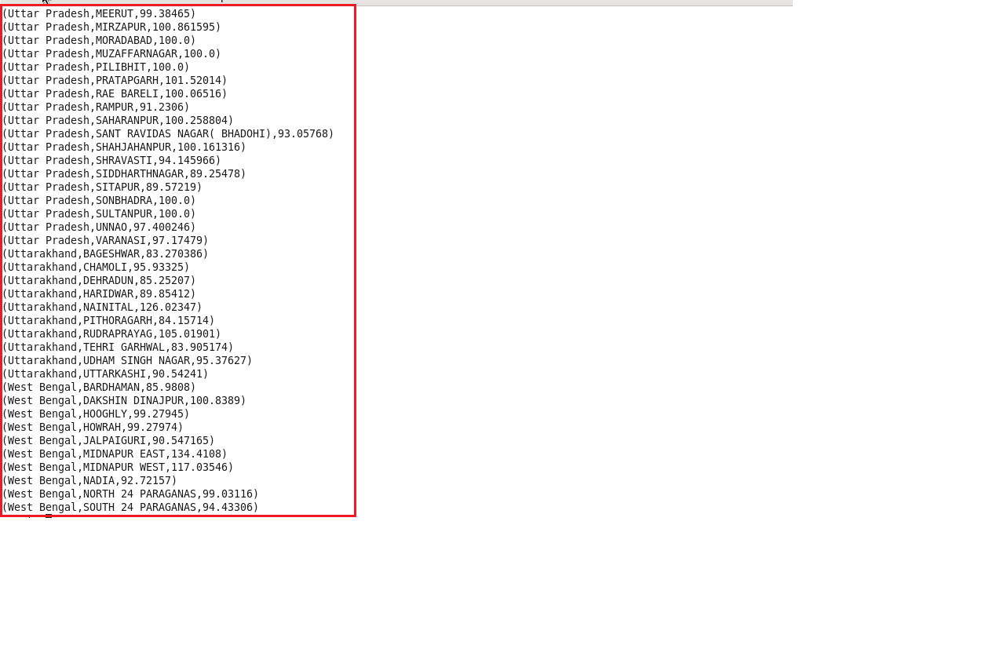 (Uttar Pradesh,MEERUT,99.38465)
(Uttar Pradesh,MIRZAPUR,100.861595)
(Uttar Pradesh,MORADABAD,100.0)
(Uttar Pradesh,MUZAFFARNAGAR,100.0)
(Uttar Pradesh,PILIBHIT,100.0)
(Uttar Pradesh,PRATAPGARH,101.52014)
(Uttar Pradesh,RAE BARELI,100.06516)
(Uttar Pradesh,RAMPUR,91.2306)
(Uttar Pradesh,SAHARANPUR,100.258804)
(Uttar Pradesh,SANT RAVIDAS NAGAR( BHADOHI),93.05768)
(Uttar Pradesh,SHAHJAHANPUR,100.161316)
(Uttar Pradesh,SHRAVASTI,94.145966)
(Uttar Pradesh,SIDDHARTHNAGAR,89.25478)
(Uttar Pradesh,SITAPUR,89.57219)
(Uttar Pradesh,SONBHADRA,100.0)
(Uttar Pradesh,SULTANPUR,100.0)
(Uttar Pradesh,UNNAO,97.400246)
(Uttar Pradesh,VARANASI,97.17479)
(Uttarakhand,BAGESHWAR,83.270386)
(Uttarakhand,CHAMOLI,95.93325)
(Uttarakhand,DEHRADUN,85.25207)
(Uttarakhand,HARIDWAR,89.85412)
(Uttarakhand,NAINITAL,126.02347)
(Uttarakhand,PITHORAGARH,84.15714)
(Uttarakhand,RUDRAPRAYAG,105.01901)
(Uttarakhand,TEHRI GARHWAL,83.905174)
(Uttarakhand,UDHAM SINGH NAGAR,95.37627)
(Uttarakhand,UTTARKASHI,90.54241)
(West Bengal,BARDHAMAN,85.9808)
(West Bengal,DAKSHIN DINAJPUR,100.8389)
(West Bengal,HOOGHLY,99.27945)
(West Bengal,HOWRAH,99.27974)
(West Bengal,JALPAIGURI,90.547165)
(West Bengal,MIDNAPUR EAST,134.4108)
(West Bengal,MIDNAPUR WEST,117.03546)
(West Bengal,NADIA,92.72157)
(West Bengal,NORTH 24 PARAGANAS,99.03116)
(West Bengal,SOUTH 24 PARAGANAS,94.43306)